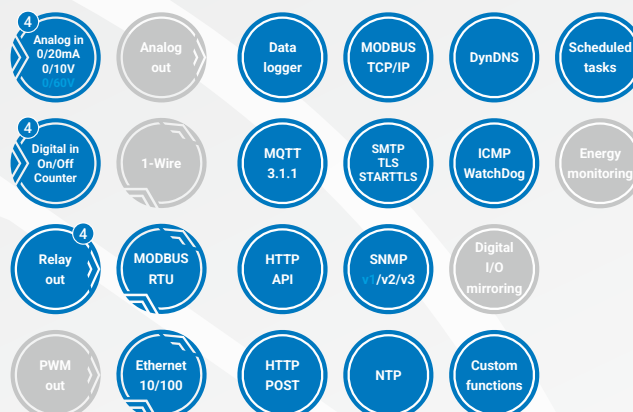 4
Analog in
0/20mA
0/10V
0/60V
Analog
out
Data
logger
MODBUS
TCP/IP
DynDNS
Scheduled
tasks
4
Digital in
On/Off
Counter
1-Wire
MQTT
3.1.1
SMTP
TLS
STARTTLS
ICMP
WatchDog
Energy
monitoring
4
Relay
out
MODBUS
RTU
HTTP
API
SNMP
v1/v2/v3
Digital
I/O
mirroring
PWM
out
Ethernet
10/100
HTTP
POST
NTP
Custom
functions